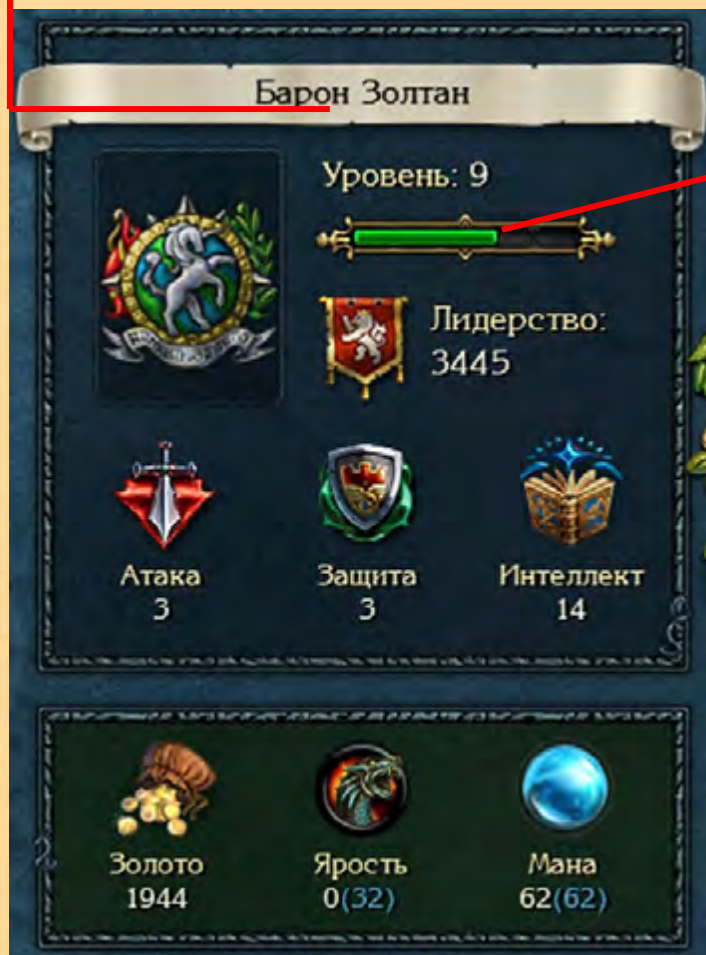 Барон Золтан
Уровень: 9
Лидерство:
3445
Атака
3
Защита
3
Интеллект
14
Золото
1944
Ярость
0(32)
Мана
62(62)